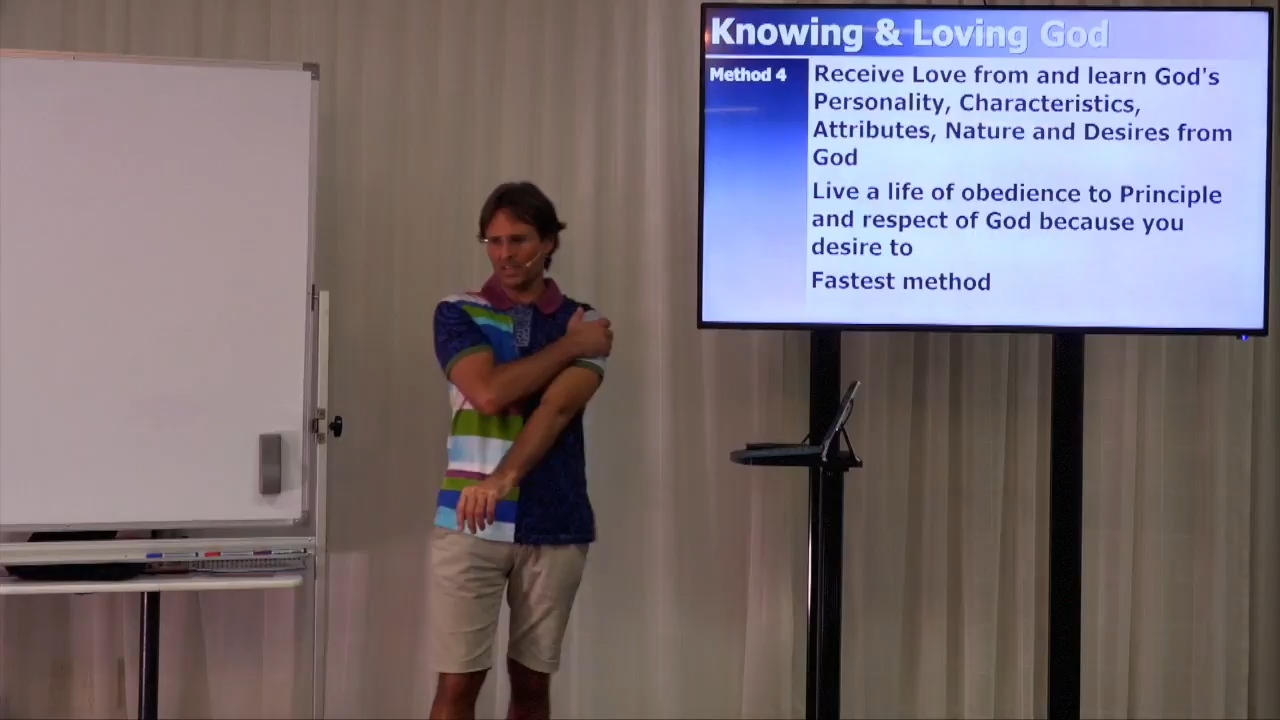 Knowing & Loving God
Method 4
Receive Love from and learn God's
Personality, Characteristics,
Attributes, Nature and Desires from
God
Live a life of obedience to Principle
and respect of God because you
desire to
Fastest method